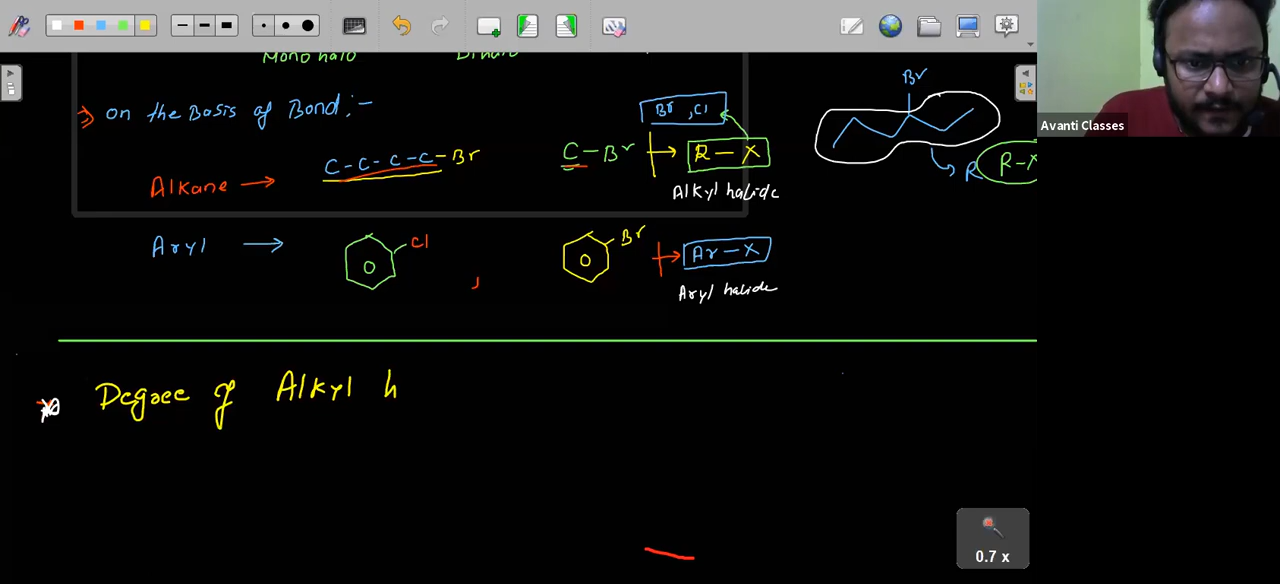 Mono halo Dihalo
⇒ On the Basis of Bond :-
Br , Cl
Br
Alkane → C-C-C-C-Br C-Br → R-X
R R-X
Alkyl halide
Aryl → Cl , Br → Ar-X
Aryl halide
Degree of Alkyl h
Avanti Classes
0.7 x